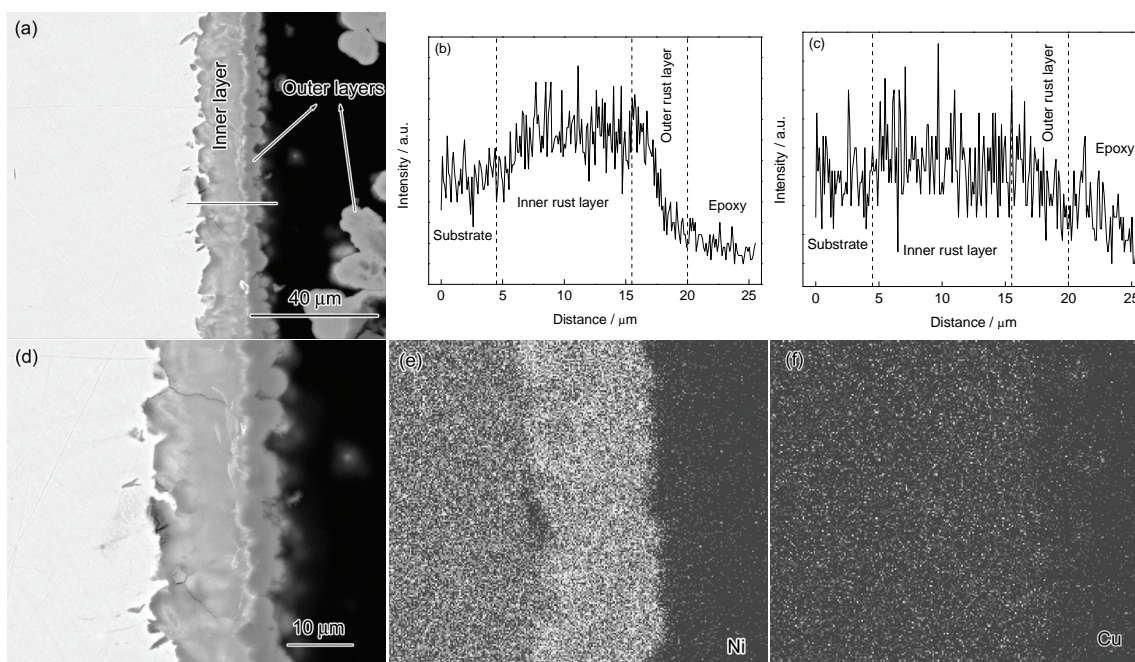 (a)
Inner layer
Outer layers
40 μm
(b)
Intensity / a.u.
Substrate
Inner rust layer
Outer rust layer
Epoxy
0 5 10 15 20 25
Distance / μm
(c)
Intensity / a.u.
Substrate
Inner rust layer
Outer rust layer
Epoxy
0 5 10 15 20 25
Distance / μm
(d)
10 μm
(e)
Ni
(f)
Cu